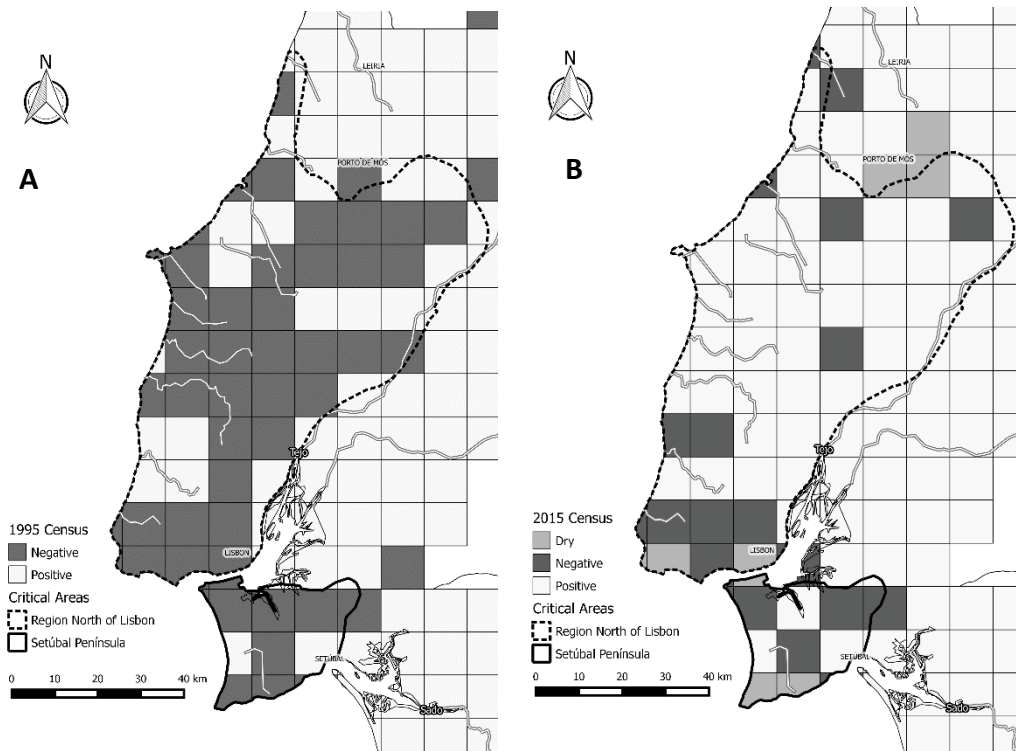 N
LEIRIA
PORTO DE MÓS
A
Tejo
LISBON
1995 Census
Negative
Positive
Critical Areas
Region North of Lisbon
Setúbal Península
SETÚBAL
0 10 20 30 40 km
Sado
N
LEIRIA
PORTO DE MÓS
B
Tejo
LISBON
2015 Census
Dry
Negative
Positive
Critical Areas
Region North of Lisbon
Setúbal Península
SETÚBAL
0 10 20 30 40 km
Sado